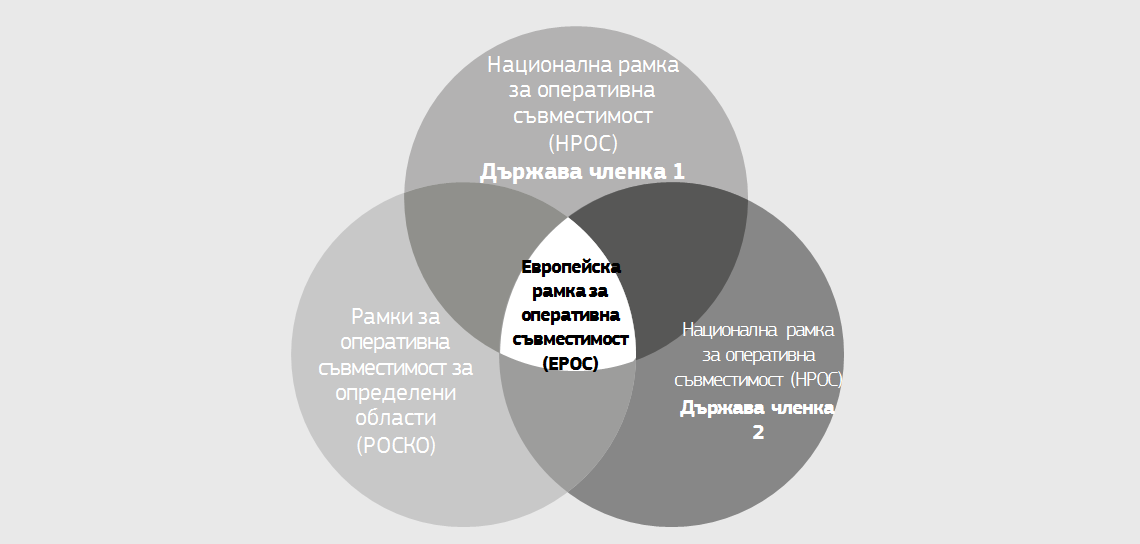 Национална рамка
за оперативна
съвместимост
(НРОС)
Държава членка 1
Европейска
рамка за
оперативна
съвместимост
(ЕРОС)
Рамки за
оперативна
съвместимост за
определени
области
(РОСКО)
Национална рамка
за оперативна
съвместимост (НРОС)
Държава членка
2